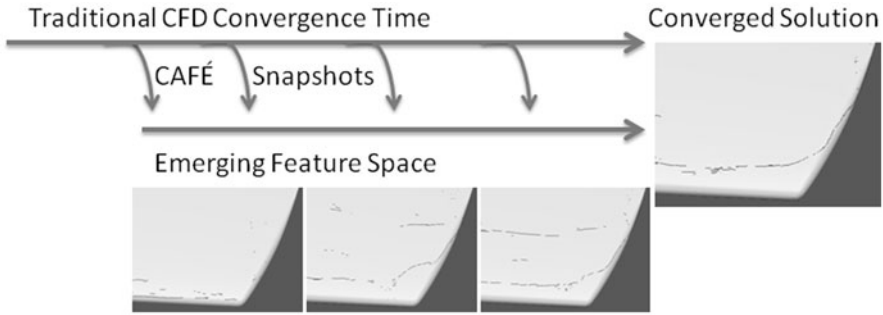 Traditional CFD Convergence Time
Converged Solution
CAFÉ Snapshots
Emerging Feature Space